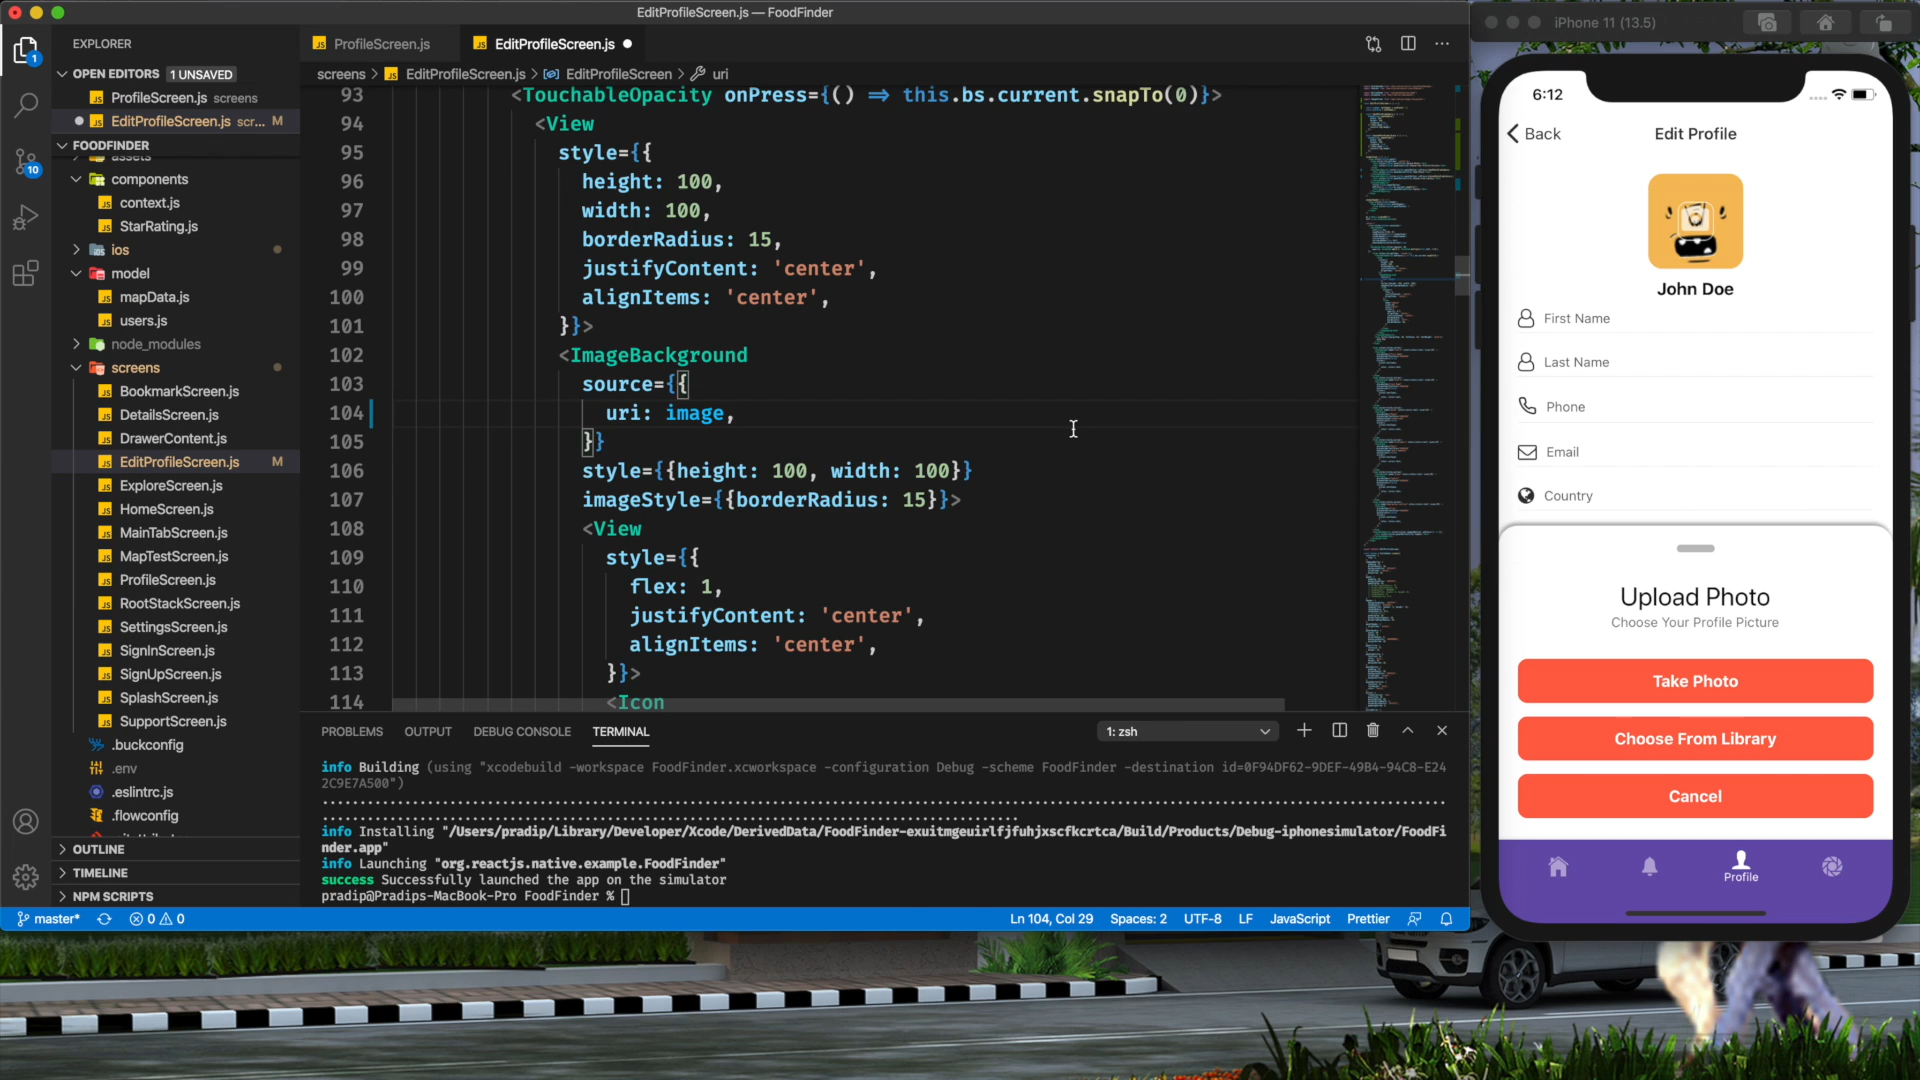 EditProfileScreen.js — FoodFinder
EXPLORER
OPEN EDITORS 1 UNSAVED
ProfileScreen.js screens
EditProfileScreen.js scr... M
FOODFINDER
assets
components
context.js
StarRating.js
ios
model
mapData.js
users.js
node_modules
screens
BookmarkScreen.js
DetailsScreen.js
DrawerContent.js
EditProfileScreen.js M
ExploreScreen.js
HomeScreen.js
MainTabScreen.js
MapTestScreen.js
ProfileScreen.js
RootStackScreen.js
SettingsScreen.js
SignInScreen.js
SignUpScreen.js
SplashScreen.js
SupportScreen.js
.buckconfig
.env
.eslintrc.js
.flowconfig
OUTLINE
TIMELINE
NPM SCRIPTS
1
10
ProfileScreen.js
EditProfileScreen.js
screens > EditProfileScreen.js > EditProfileScreen > uri
93 <TouchableOpacity onPress={() => this.bs.current.snapTo(0)}>
94 <View
95 style={{
96 height: 100,
97 width: 100,
98 borderRadius: 15,
99 justifyContent: 'center',
100 alignItems: 'center',
101 }}>
102 <ImageBackground
103 source={{
104 uri: image,
105 }}
106 style={{height: 100, width: 100}}
107 imageStyle={{borderRadius: 15}}>
108 <View
109 style={{
110 flex: 1,
111 justifyContent: 'center',
112 alignItems: 'center',
113 }}>
114 <Icon
PROBLEMS OUTPUT DEBUG CONSOLE TERMINAL 1: zsh
info Building (using "xcodebuild -workspace FoodFinder.xcworkspace -configuration Debug -scheme FoodFinder -destination id=0F94DF62-9DEF-49B4-94C8-E24
2C9E7A500")
info Installing "/Users/pradip/Library/Developer/Xcode/DerivedData/FoodFinder-exuitmgeuirlfjfuhjxscfkcrtca/Build/Products/Debug-iphonesimulator/FoodFi
nder.app"
info Launching "org.reactjs.native.example.FoodFinder"
success Successfully launched the app on the simulator
pradip@Pradips-MacBook-Pro FoodFinder %
master* 0 0 Ln 104, Col 29 Spaces: 2 UTF-8 LF JavaScript Prettier
iPhone 11 (13.5)
6:12
Back Edit Profile
John Doe
First Name
Last Name
Phone
Email
Country
Upload Photo
Choose Your Profile Picture
Take Photo
Choose From Library
Cancel
Profile